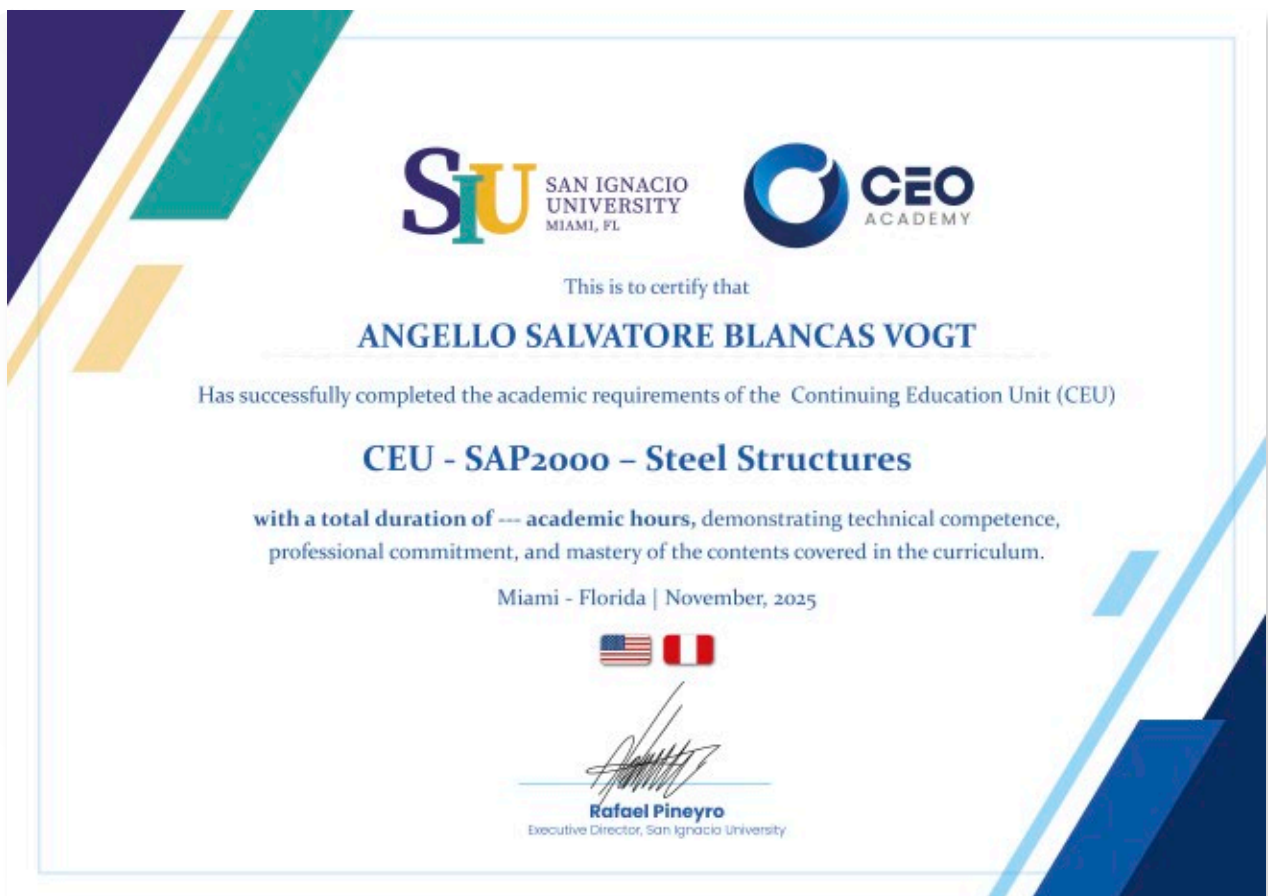 SIU
SAN IGNACIO
UNIVERSITY
MIAMI, FL
CEO
ACADEMY
This is to certify that
ANGELLO SALVATORE BLANCAS VOGT
Has successfully completed the academic requirements of the Continuing Education Unit (CEU)
CEU - SAP2000 – Steel Structures
with a total duration of --- academic hours, demonstrating technical competence,
professional commitment, and mastery of the contents covered in the curriculum.
Miami - Florida | November, 2025
Rafael Pineyro
Executive Director, San Ignacio University